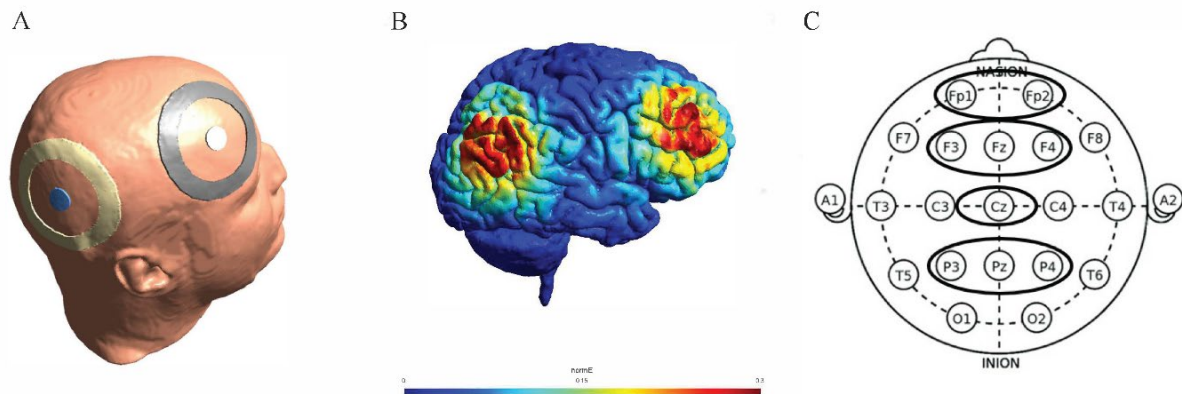 A
B
C
normE
0
0.15
0.3
NASION
Fp1 Fp2
F7 F3 Fz F4 F8
A1 T3 C3 Cz C4 T4 A2
T5 P3 Pz P4 T6
O1 O2
INION